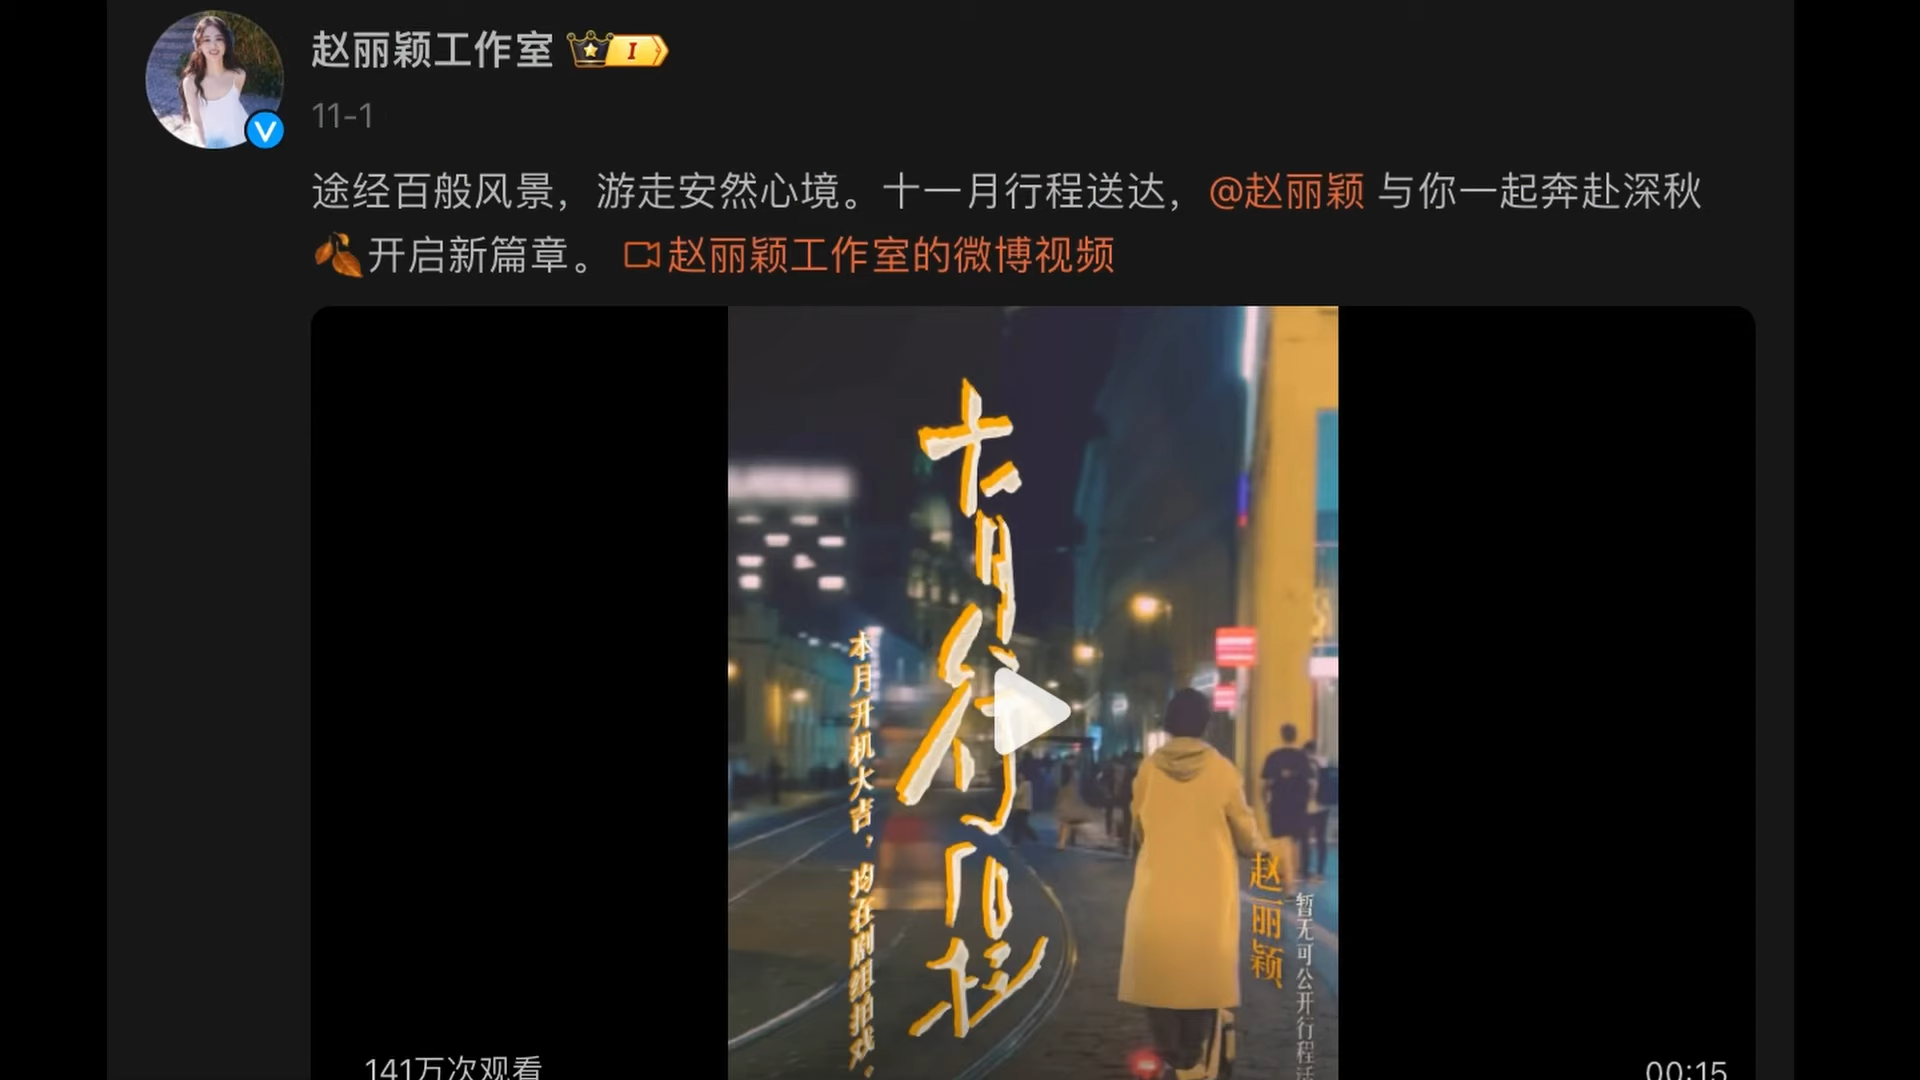 赵丽颖工作室
I
11-1
途经百般风景，游走安然心境。十一月行程送达，@赵丽颖 与你一起奔赴深秋
开启新篇章。 赵丽颖工作室的微博视频
十一月行程
本月开机大吉，均在剧组拍戏。
赵丽颖
暂无可公开行程活
141万次观看
00:15